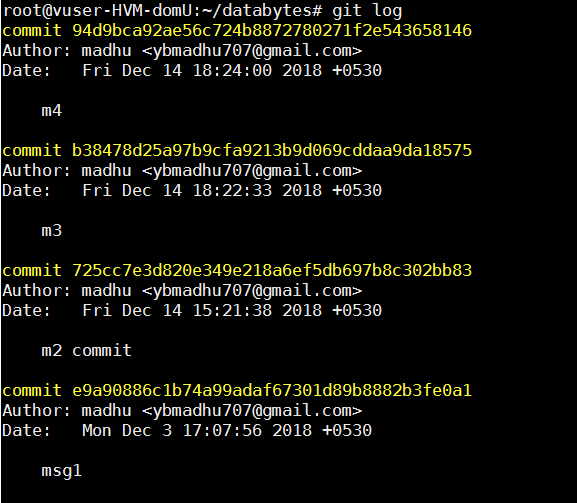 root@vuser-HVM-domU:~/databytes# git log
commit 94d9bca92ae56c724b8872780271f2e543658146
Author: madhu <ybmadhu707@gmail.com>
Date:   Fri Dec 14 18:24:00 2018 +0530
m4
commit b38478d25a97b9cfa9213b9d069cddaa9da18575
Author: madhu <ybmadhu707@gmail.com>
Date:   Fri Dec 14 18:22:33 2018 +0530
m3
commit 725cc7e3d820e349e218a6ef5db697b8c302bb83
Author: madhu <ybmadhu707@gmail.com>
Date:   Fri Dec 14 15:21:38 2018 +0530
m2 commit
commit e9a90886c1b74a99adaf67301d89b8882b3fe0a1
Author: madhu <ybmadhu707@gmail.com>
Date:   Mon Dec 3 17:07:56 2018 +0530
msg1